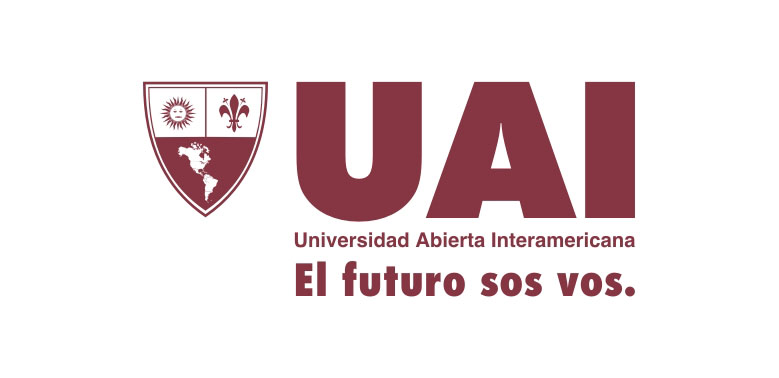 UAI
Universidad Abierta Interamericana
El futuro sos vos.